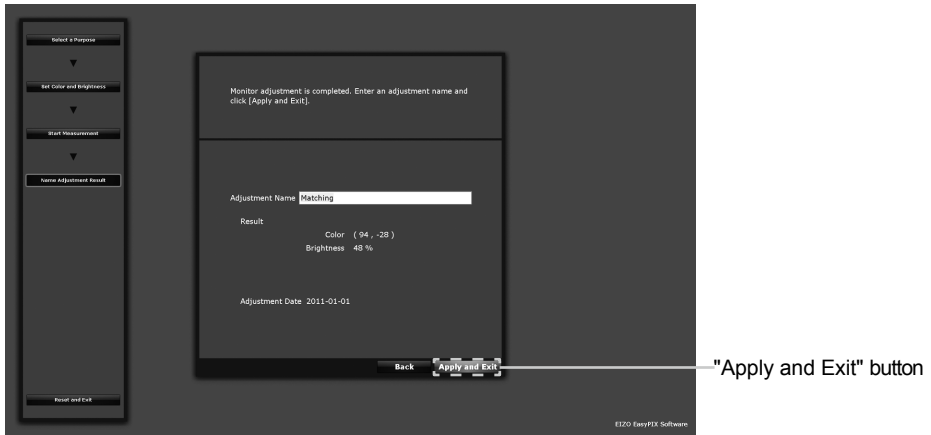 Select a Purpose
Set Color and Brightness
Start Measurement
Name Adjustment Result
Reset and Exit
Monitor adjustment is completed. Enter an adjustment name and
click [Apply and Exit].
Adjustment Name Matching
Result
Color ( 94 , -28 )
Brightness 48 %
Adjustment Date 2011-01-01
Back Apply and Exit
"Apply and Exit" button
EIZO EasyPIX Software